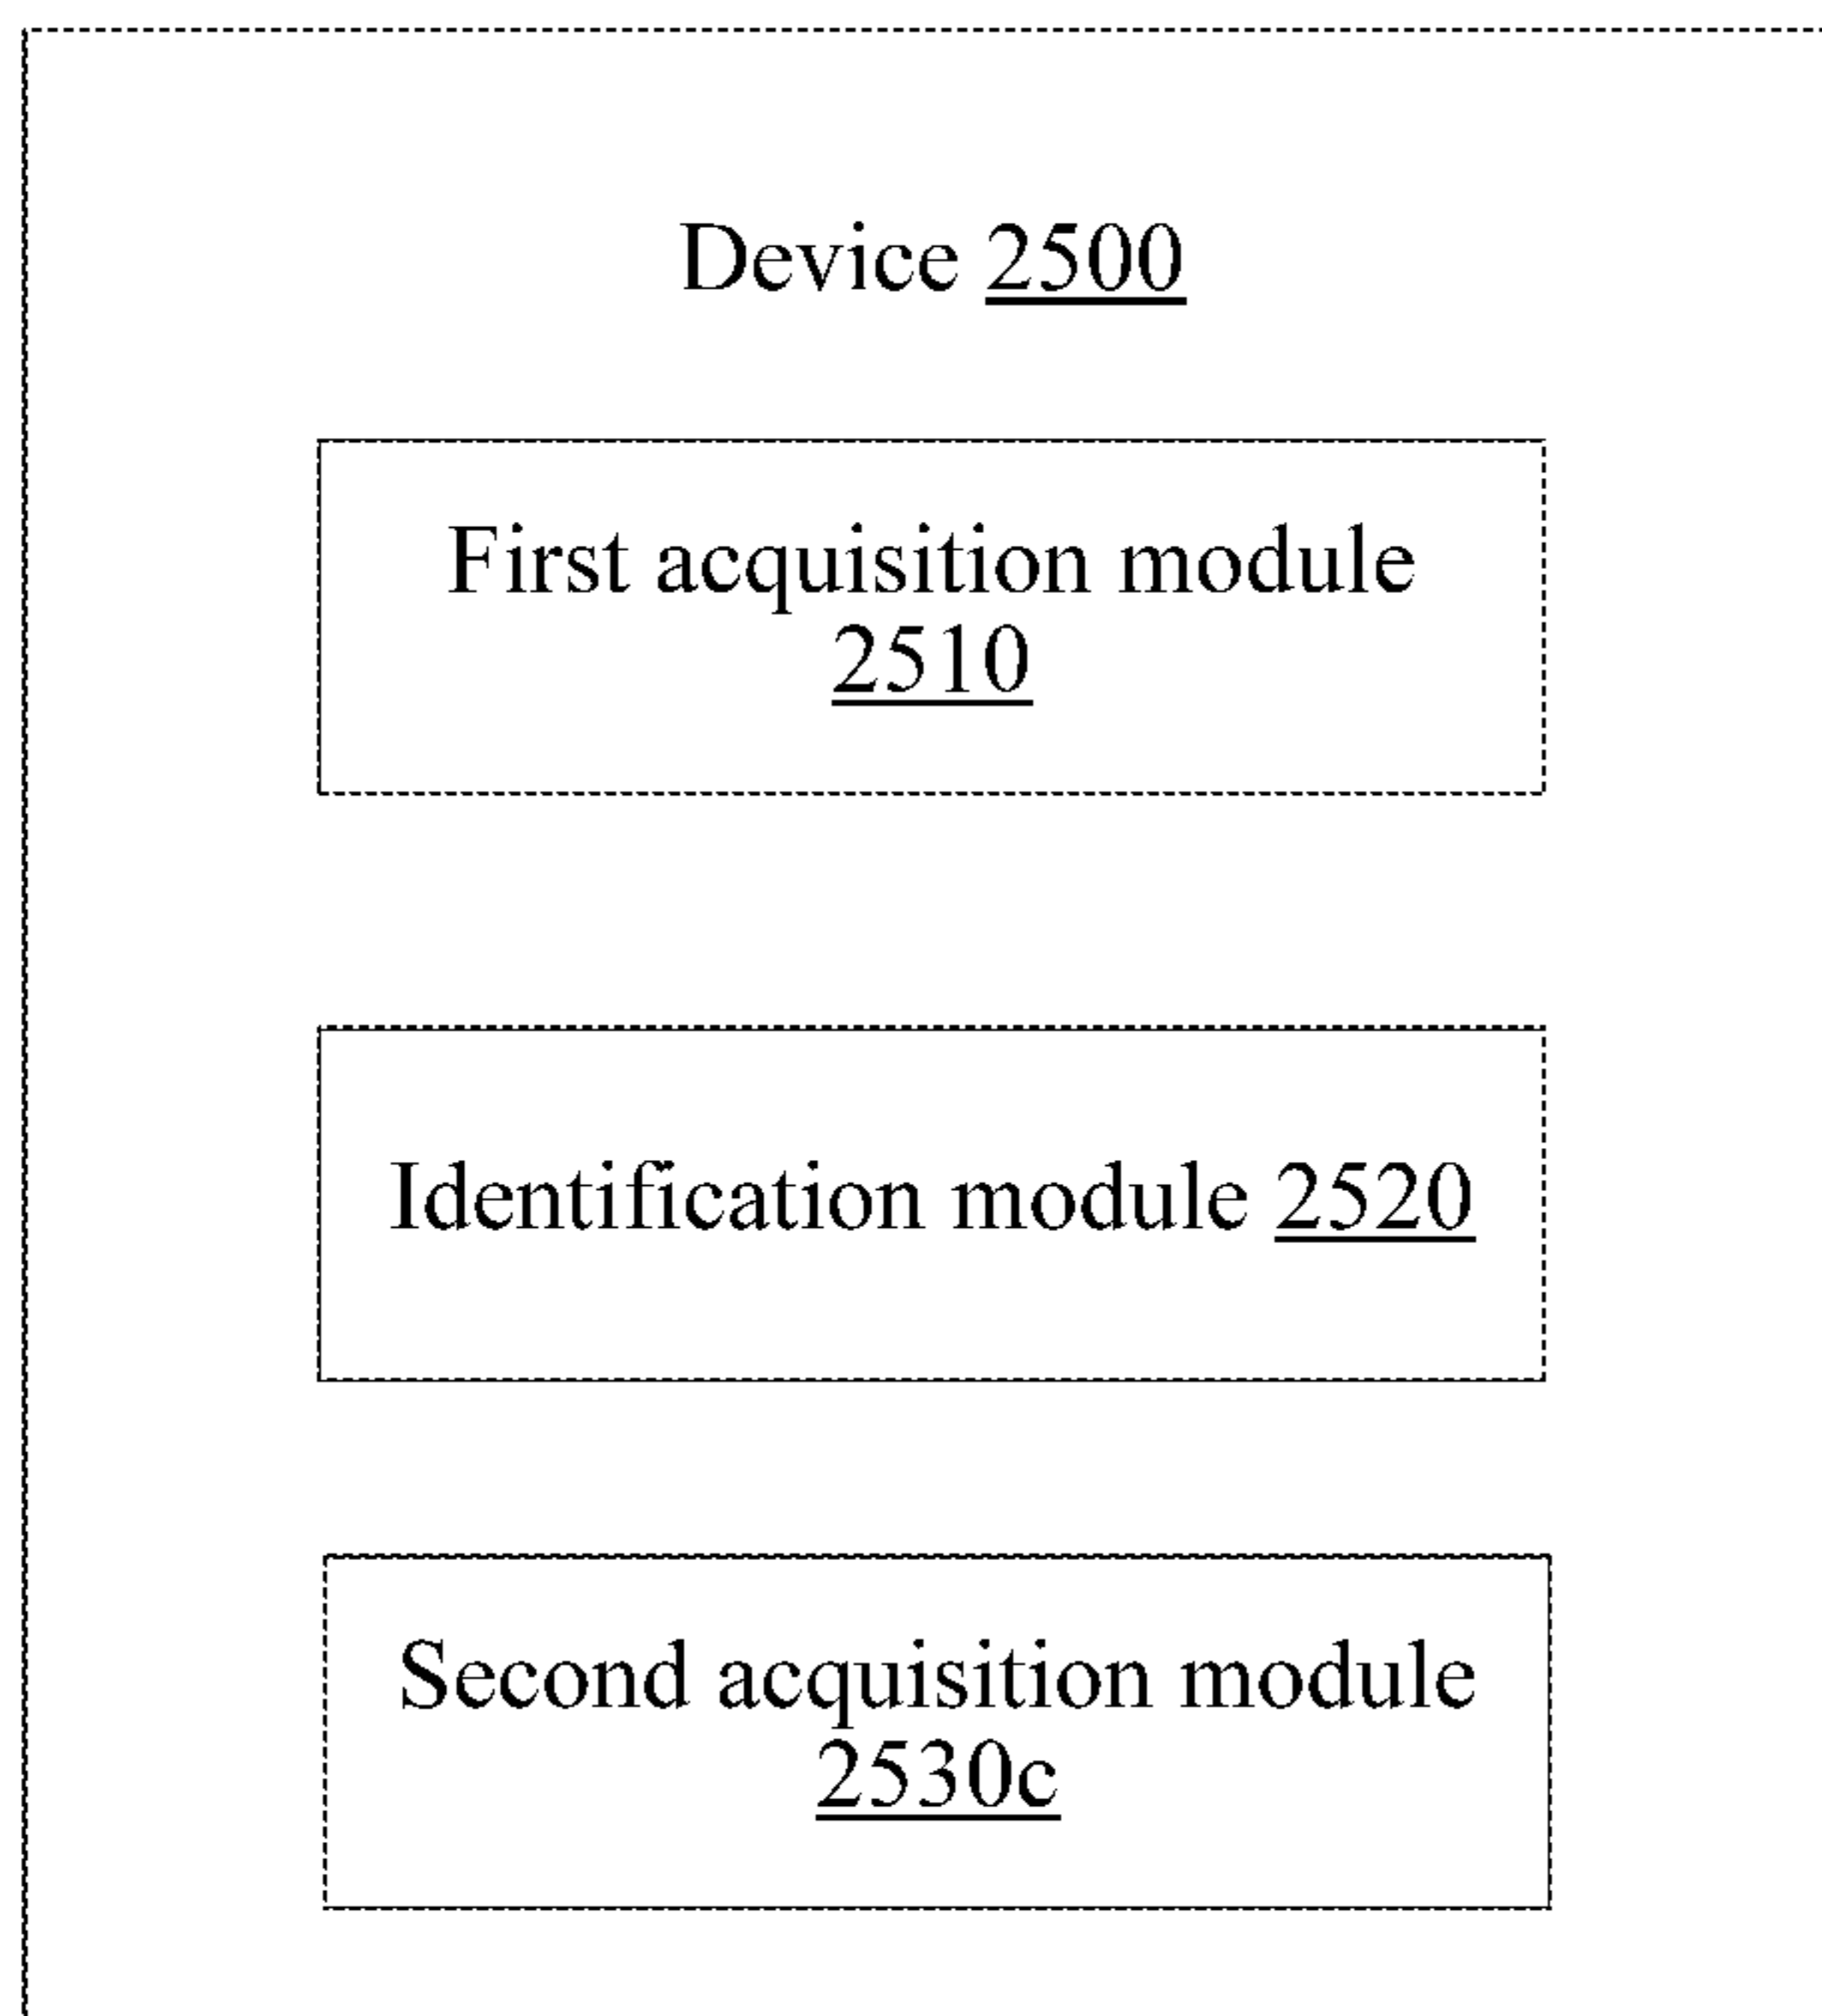 Device 2500
First acquisition module
2510
Identification module 2520
Second acquisition module
2530c